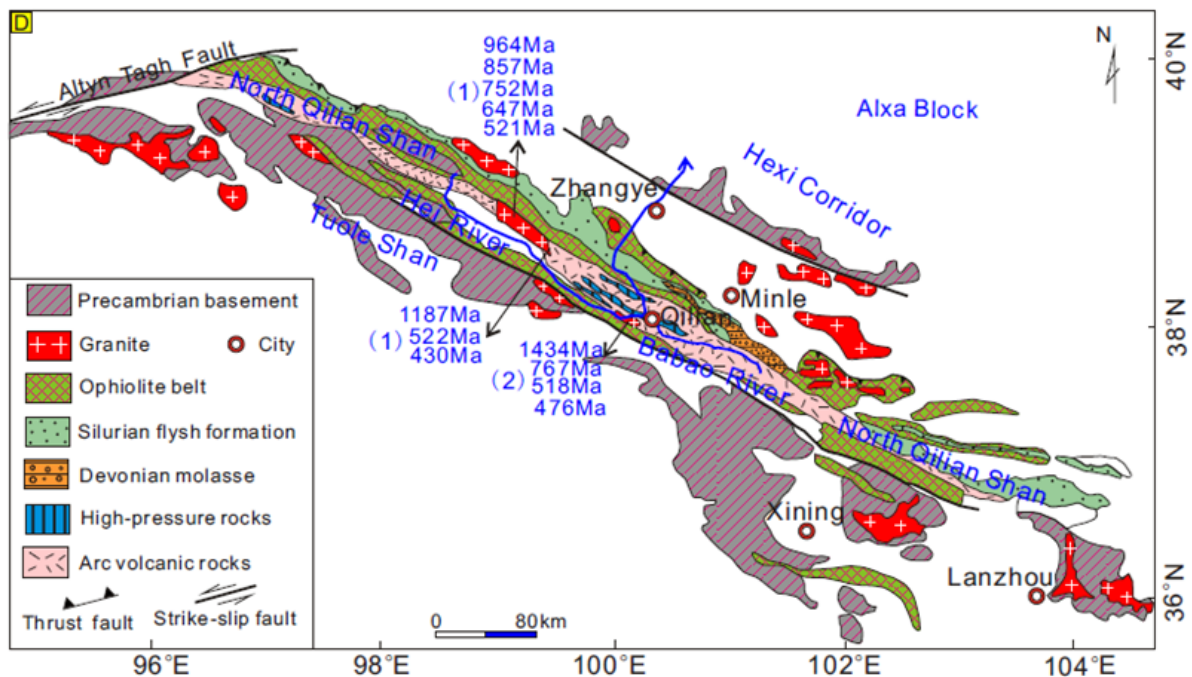 D
Altyn Tagh Fault
North Qilian Shan
964Ma
857Ma
(1) 752Ma
647Ma
521Ma
N
40°N
Alxa Block
Hexi Corridor
Zhangye
Hei River
Tuole Shan
Minle
Qilian
38°N
1187Ma
(1) 522Ma
430Ma
1434Ma
767Ma
(2) 518Ma
476Ma
Babao River
North Qilian Shan
Xining
Lanzhou
36°N
Precambrian basement
Granite
City
Ophiolite belt
Silurian flysh formation
Devonian molasse
High-pressure rocks
Arc volcanic rocks
Thrust fault
Strike-slip fault
0
80km
96°E
98°E
100°E
102°E
104°E